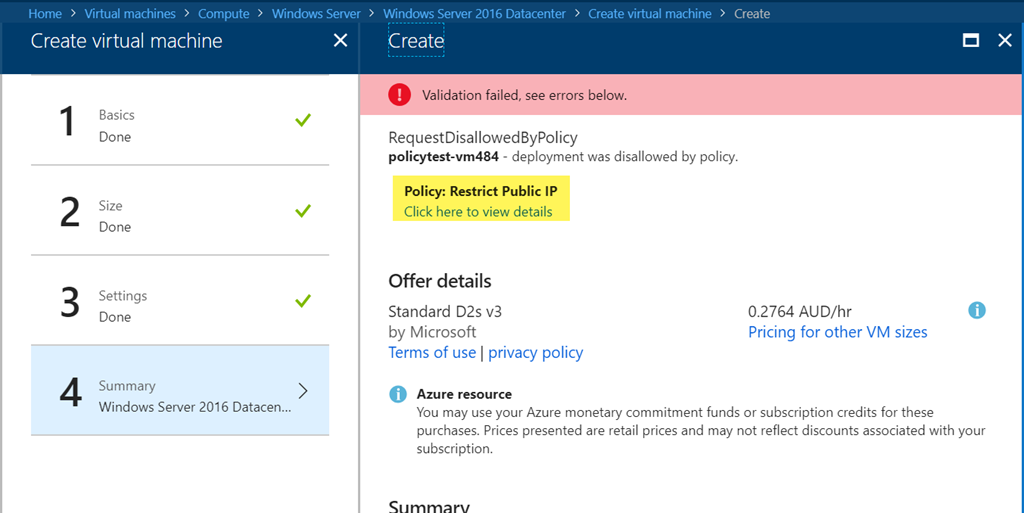 Home > Virtual machines > Compute > Windows Server > Windows Server 2016 Datacenter > Create virtual machine > Create
Create virtual machine
Create
1
Basics
Done
2
Size
Done
3
Settings
Done
4
Summary
Windows Server 2016 Datacen...
Validation failed, see errors below.
RequestDisallowedByPolicy
policytest-vm484 - deployment was disallowed by policy.
Policy: Restrict Public IP
Click here to view details
Offer details
Standard D2s v3
by Microsoft
Terms of use | privacy policy
0.2764 AUD/hr
Pricing for other VM sizes
Azure resource
You may use your Azure monetary commitment funds or subscription credits for these
purchases. Prices presented are retail prices and may not reflect discounts associated with your
subscription.
Summary